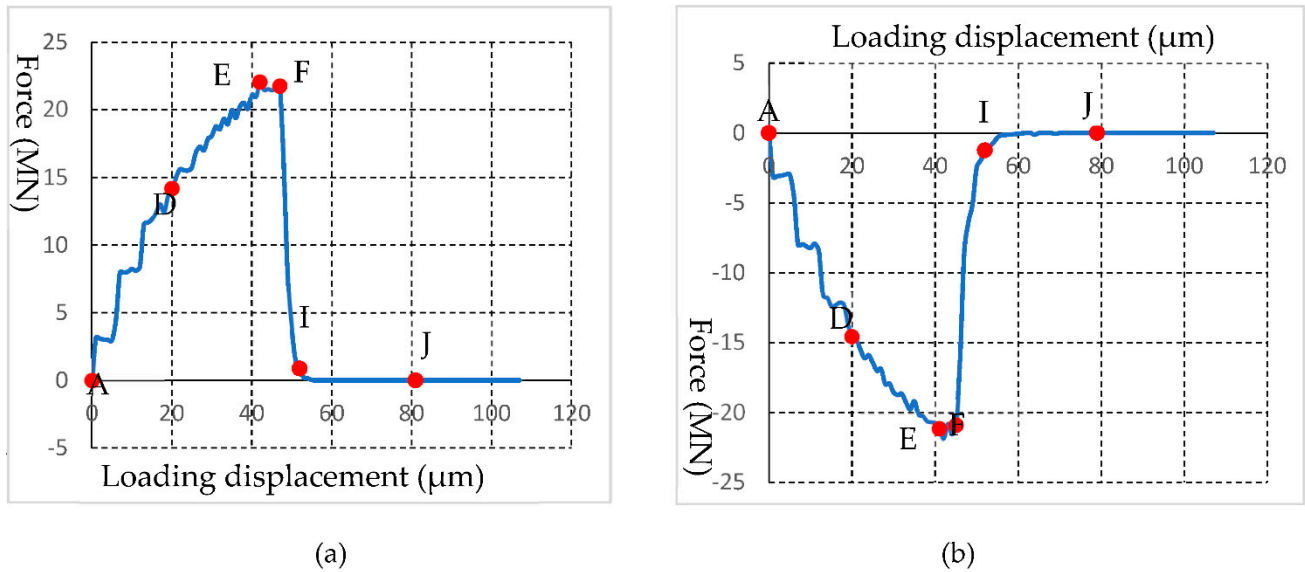 25
20
15
10
5
0
-5
Force (MN)
0 20 40 60 80 100 120
Loading displacement (μm)
A
D
E
F
I
J
(a)
Loading displacement (μm)
5
0
-5
-10
-15
-20
-25
Force (MN)
0 20 40 60 80 100 120
A
D
E
F
I
J
(b)